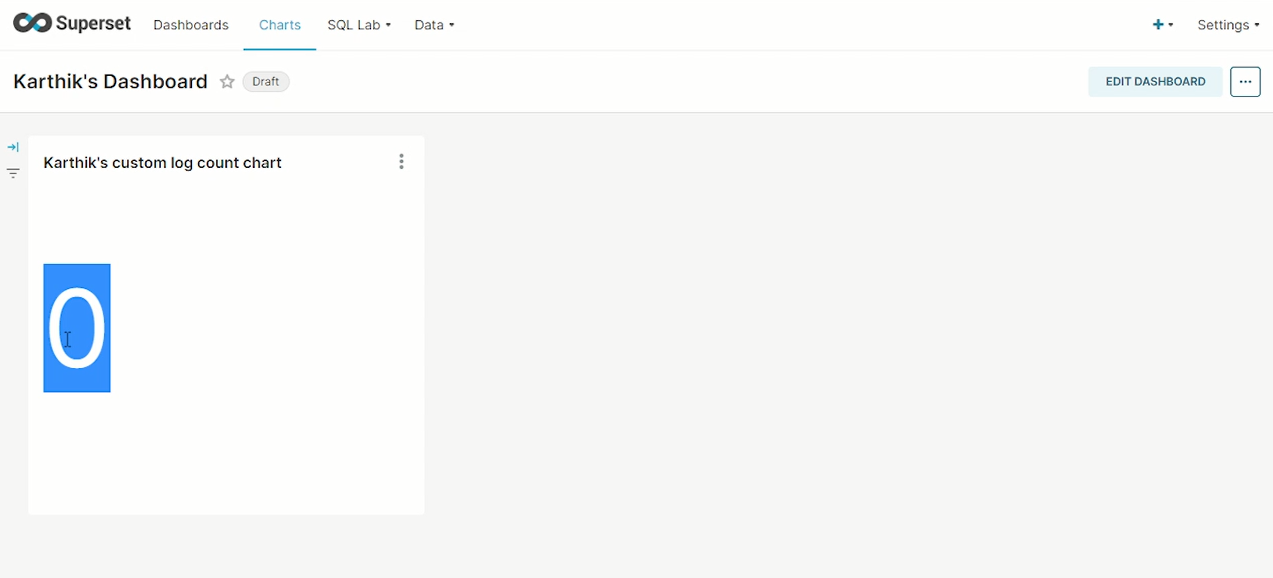 Superset Dashboards Charts SQL Lab Data + Settings
Karthik's Dashboard Draft EDIT DASHBOARD ...
Karthik's custom log count chart
0